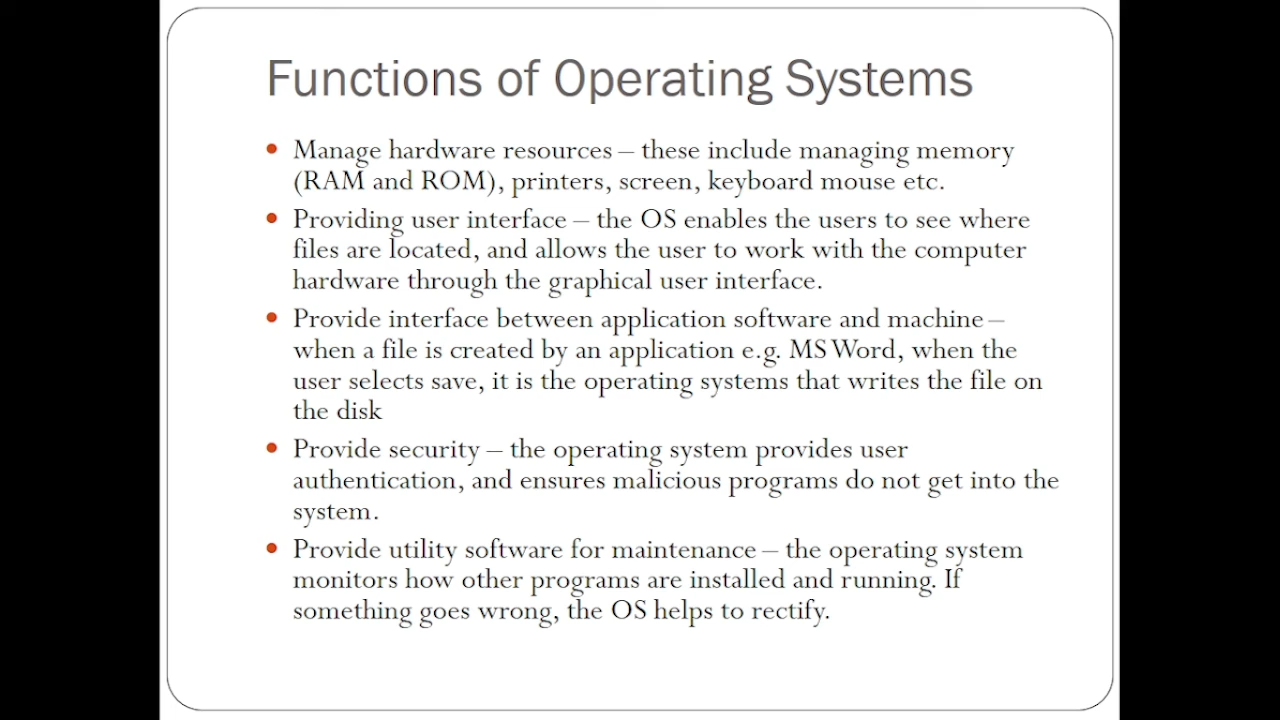 Functions of Operating Systems
• Manage hardware resources – these include managing memory
(RAM and ROM), printers, screen, keyboard mouse etc.
• Providing user interface – the OS enables the users to see where
files are located, and allows the user to work with the computer
hardware through the graphical user interface.
• Provide interface between application software and machine –
when a file is created by an application e.g. MS Word, when the
user selects save, it is the operating systems that writes the file on
the disk
• Provide security – the operating system provides user
authentication, and ensures malicious programs do not get into the
system.
• Provide utility software for maintenance – the operating system
monitors how other programs are installed and running. If
something goes wrong, the OS helps to rectify.